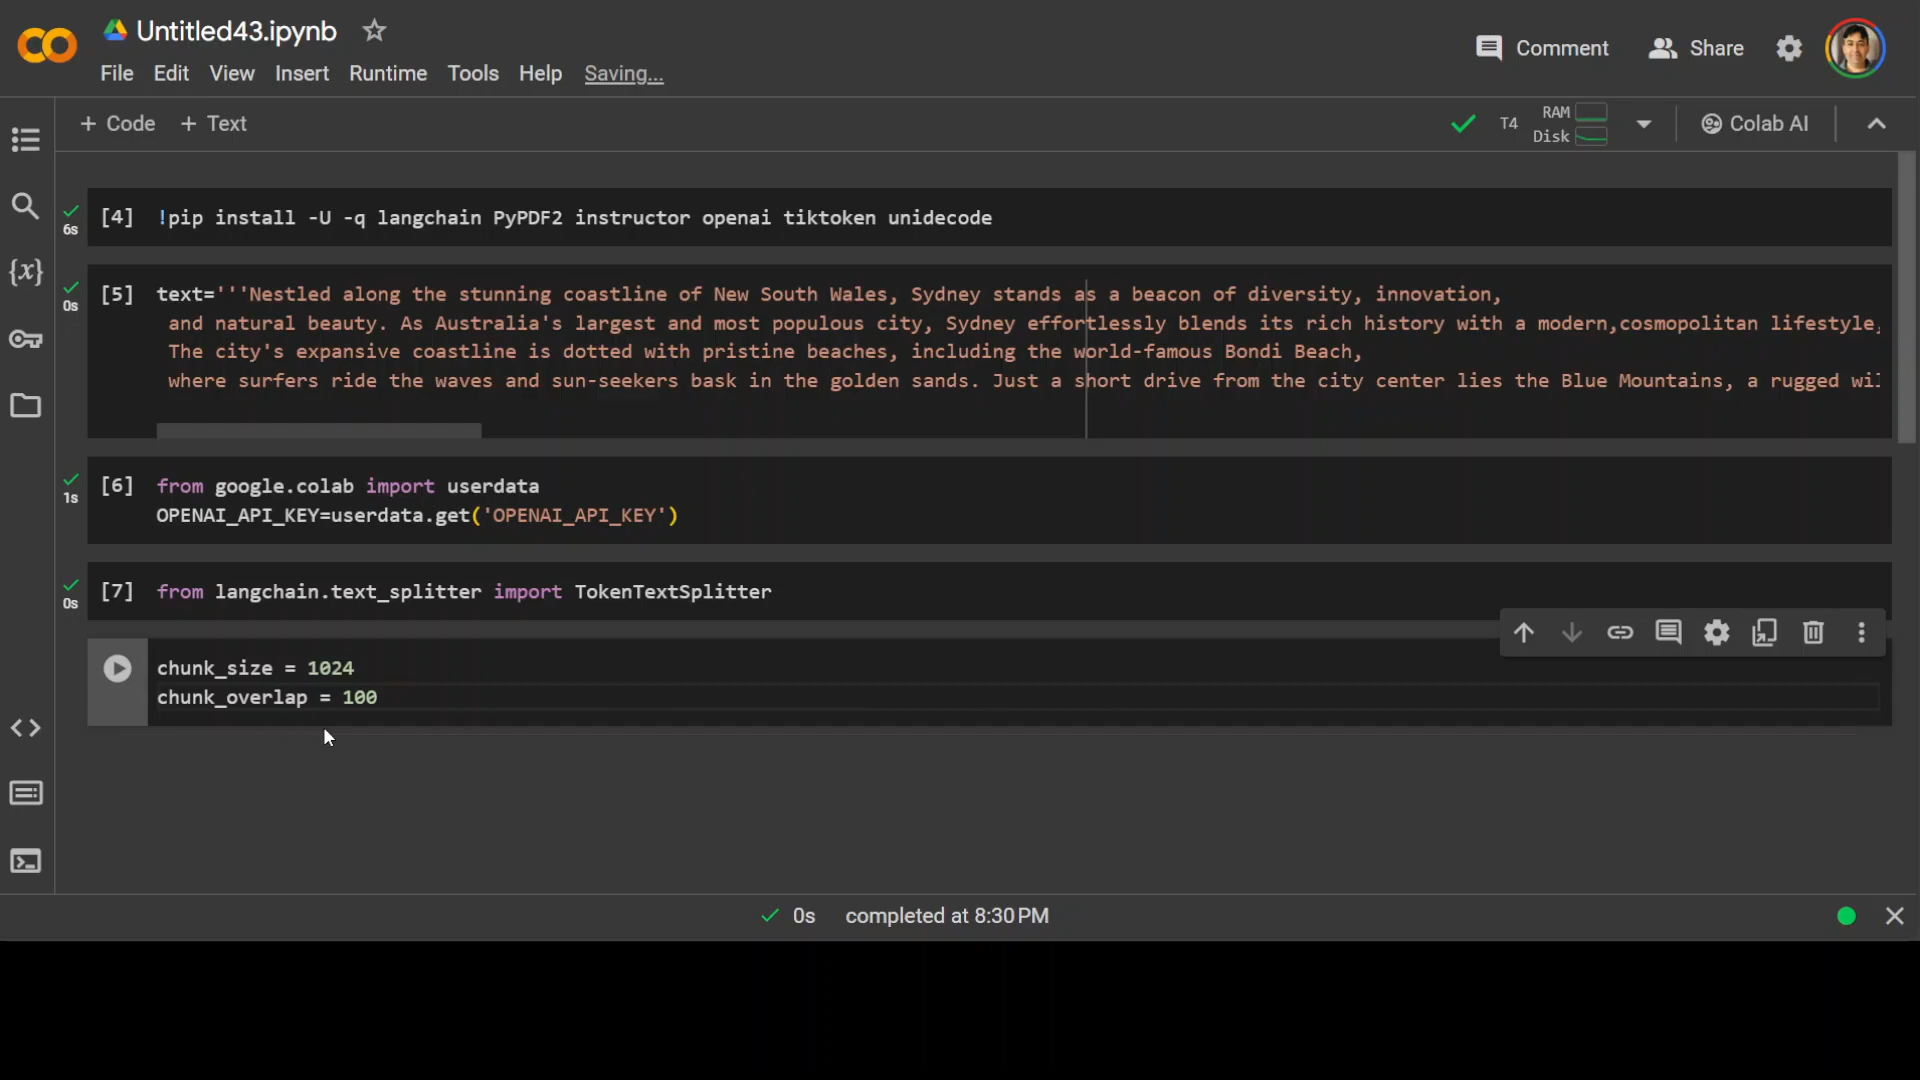 Untitled43.ipynb
File Edit View Insert Runtime Tools Help Saving...
Comment Share
+ Code + Text
T4 RAM Disk Colab AI
6s [4] !pip install -U -q langchain PyPDF2 instructor openai tiktoken unidecode
0s [5] text='''Nestled along the stunning coastline of New South Wales, Sydney stands as a beacon of diversity, innovation,
and natural beauty. As Australia's largest and most populous city, Sydney effortlessly blends its rich history with a modern,cosmopolitan lifestyle,
The city's expansive coastline is dotted with pristine beaches, including the world-famous Bondi Beach,
where surfers ride the waves and sun-seekers bask in the golden sands. Just a short drive from the city center lies the Blue Mountains, a rugged wil
1s [6] from google.colab import userdata
OPENAI_API_KEY=userdata.get('OPENAI_API_KEY')
0s [7] from langchain.text_splitter import TokenTextSplitter
chunk_size = 1024
chunk_overlap = 100
0s completed at 8:30 PM